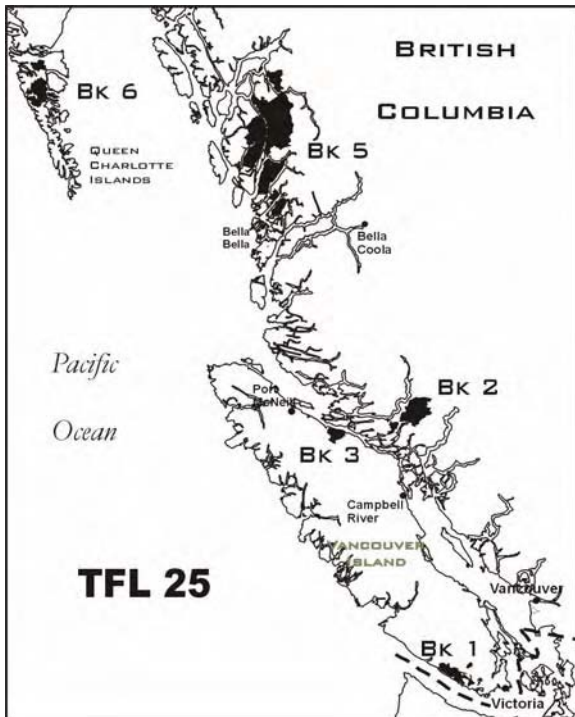 BRITISH
COLUMBIA
BK 6
BK 5
QUEEN
CHARLOTTE
ISLANDS
Bella
Bella
Bella
Coola
Pacific
Ocean
BK 2
Port
McNeill
BK 3
Campbell
River
VANCOUVER
ISLAND
TFL 25
Vancouver
BK 1
Victoria